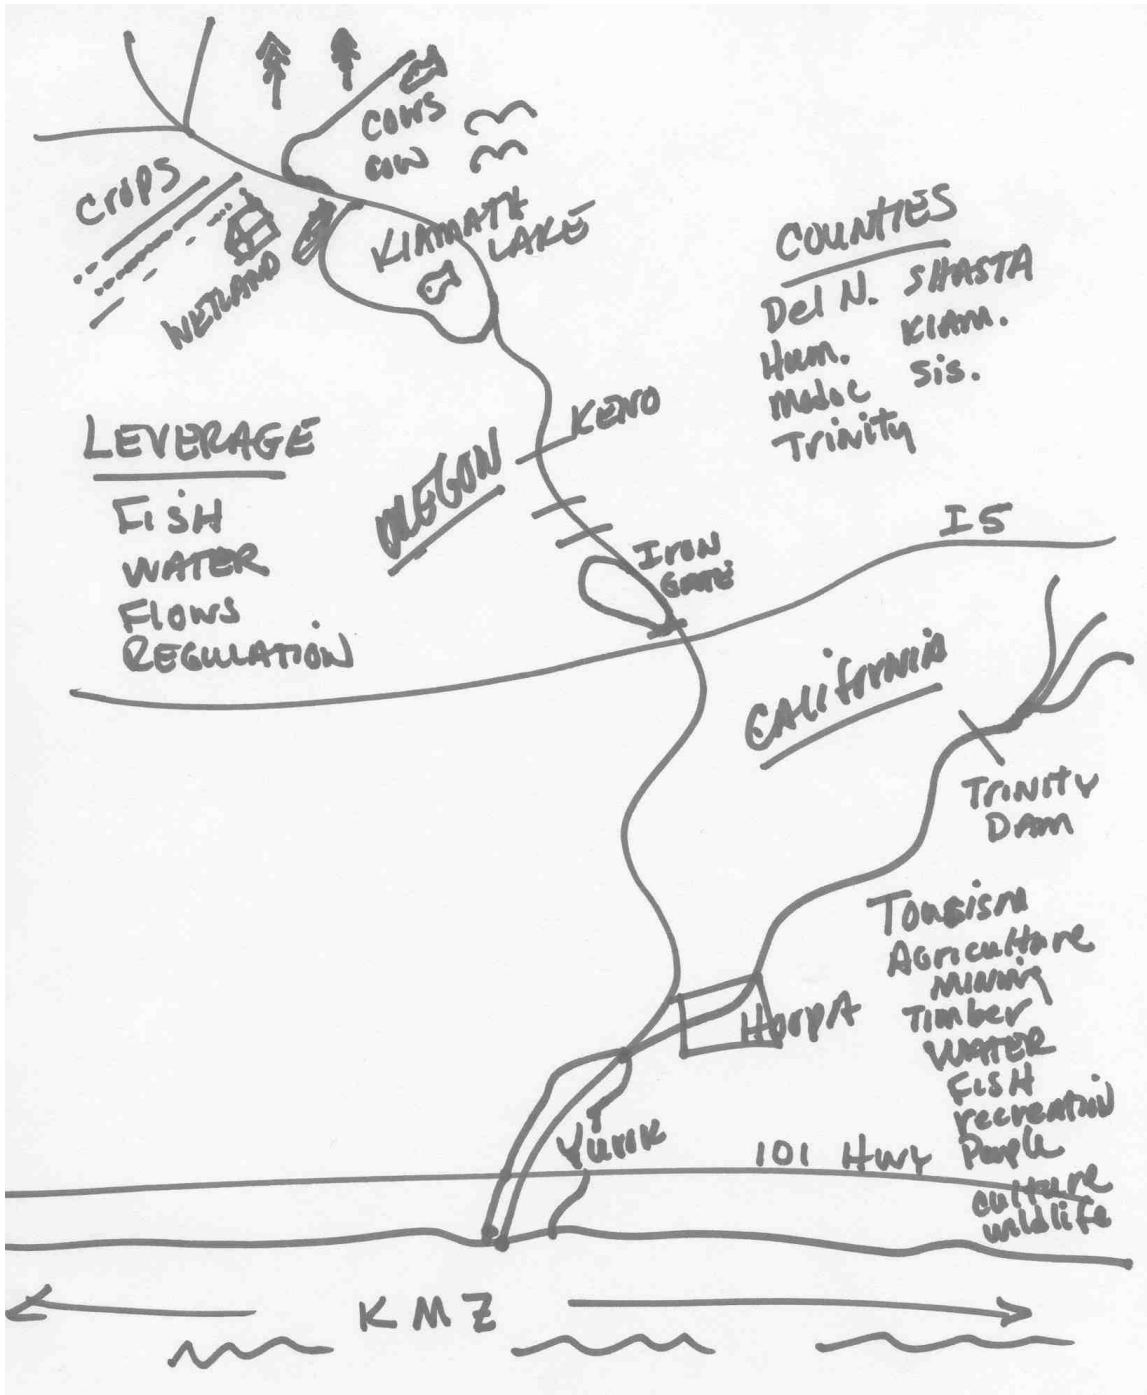 COWS
COW
CROPS
WETLAND
KLAMATH
LAKE
COUNTIES
Del N. SHASTA
Hum. KLAM.
Modoc Sis.
Trinity
KENO
LEVERAGE
FISH
WATER
FLOWS
REGULATION
OREGON
I5
IRON
GATE
CALIFORNIA
TRINITY
DAM
Tourism
Agriculture
MINING
Timber
WATER
FISH
recreation
People
culture
wildlife
HOOPA
Yurok
101 HWY
KMZ